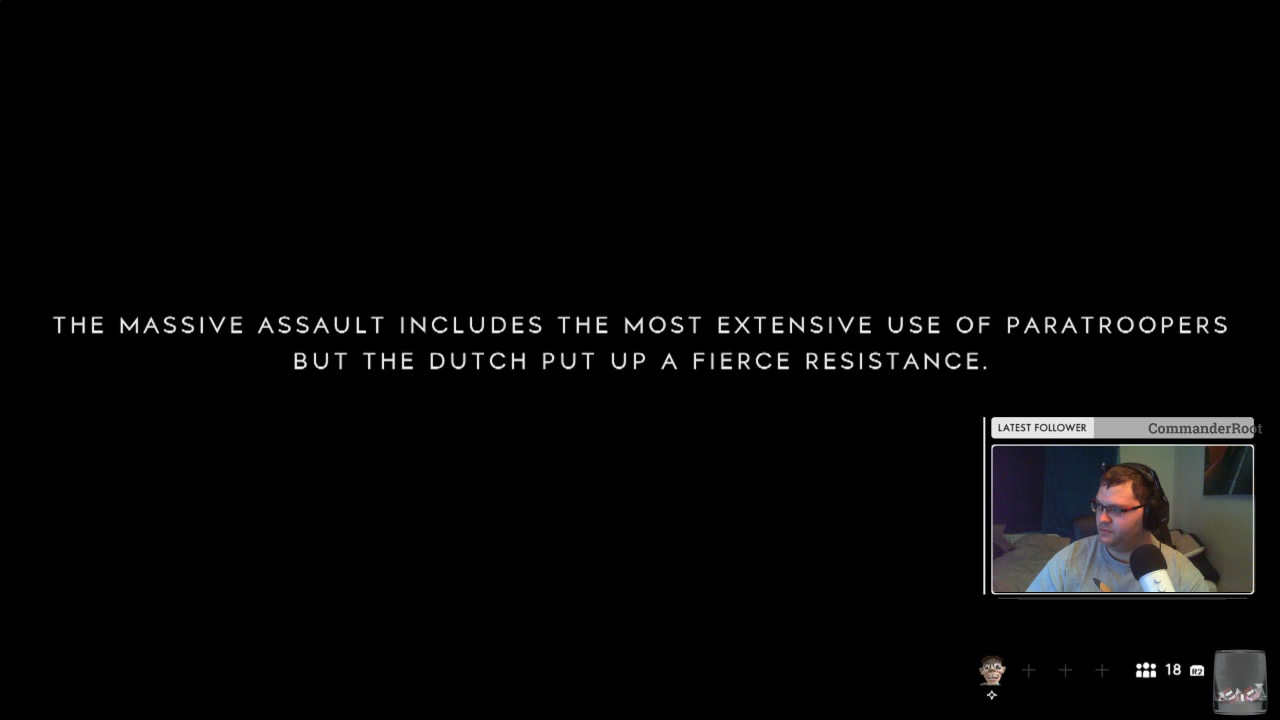 THE MASSIVE ASSAULT INCLUDES THE MOST EXTENSIVE USE OF PARATROOPERS
BUT THE DUTCH PUT UP A FIERCE RESISTANCE.
LATEST FOLLOWER CommanderRoot
18 R2